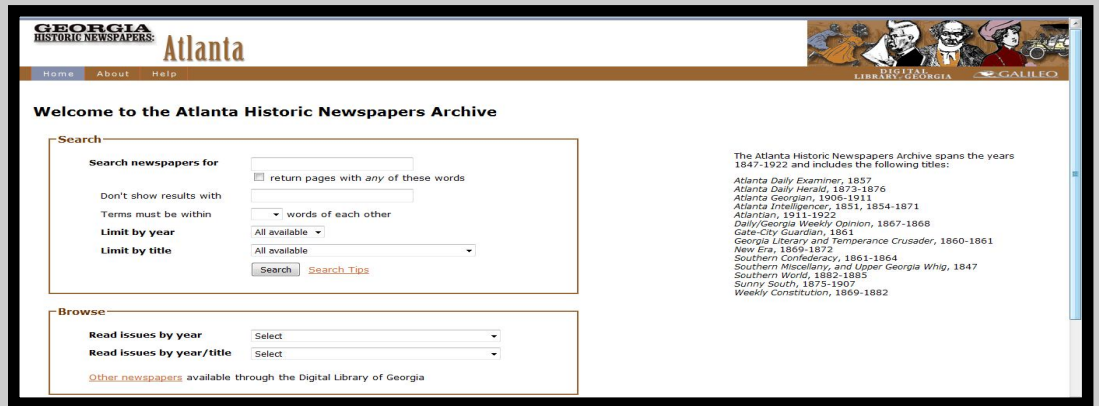 GEORGIA
HISTORIC NEWSPAPERS:
Atlanta
Home About Help
DIGITAL
LIBRARY of GEORGIA
GALILEO
Welcome to the Atlanta Historic Newspapers Archive
Search
Search newspapers for
return pages with any of these words
Don't show results with
Terms must be within words of each other
Limit by year All available
Limit by title All available
Search Search Tips
Browse
Read issues by year Select
Read issues by year/title Select
Other newspapers available through the Digital Library of Georgia
The Atlanta Historic Newspapers Archive spans the years
1847-1922 and includes the following titles:
Atlanta Daily Examiner, 1857
Atlanta Daily Herald, 1873-1876
Atlanta Georgian, 1906-1911
Atlanta Intelligencer, 1851, 1854-1871
Atlantian, 1911-1922
Daily/Georgia Weekly Opinion, 1867-1868
Gate-City Guardian, 1861
Georgia Literary and Temperance Crusader, 1860-1861
New Era, 1869-1872
Southern Confederacy, 1861-1864
Southern Miscellany, and Upper Georgia Whig, 1847
Southern World, 1882-1885
Sunny South, 1875-1907
Weekly Constitution, 1869-1882